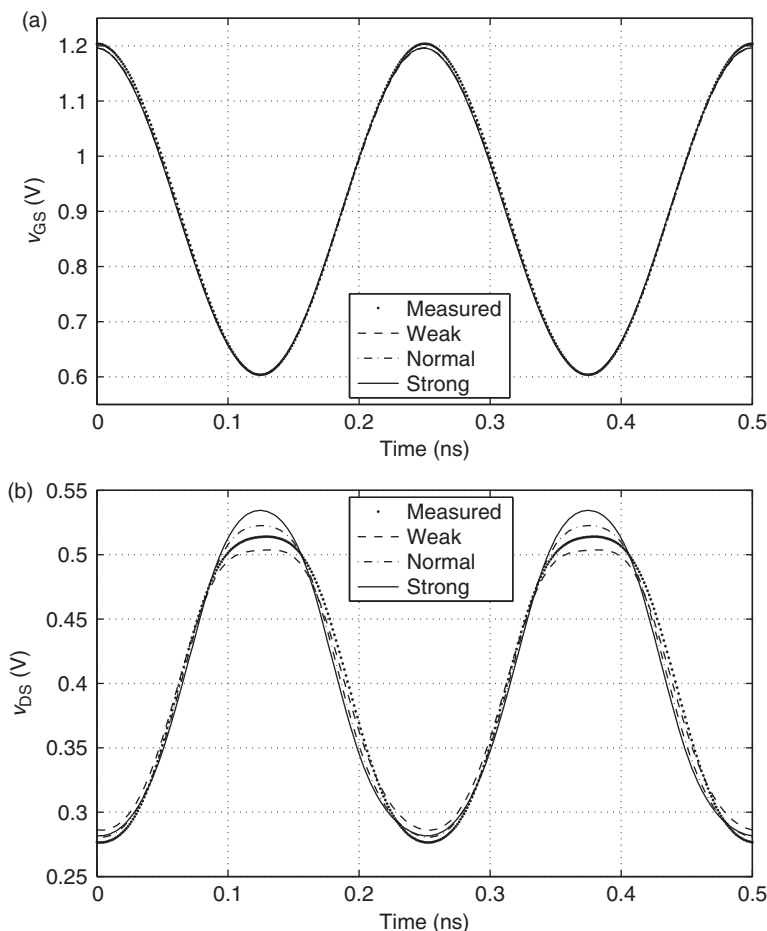 (a)
1.2
1.1
1
0.9
0.8
0.7
0.6
vGS (V)
Measured
Weak
Normal
Strong
0 0.1 0.2 0.3 0.4 0.5
Time (ns)
(b)
0.55
0.5
0.45
0.4
0.35
0.3
0.25
vDS (V)
Measured
Weak
Normal
Strong
0 0.1 0.2 0.3 0.4 0.5
Time (ns)